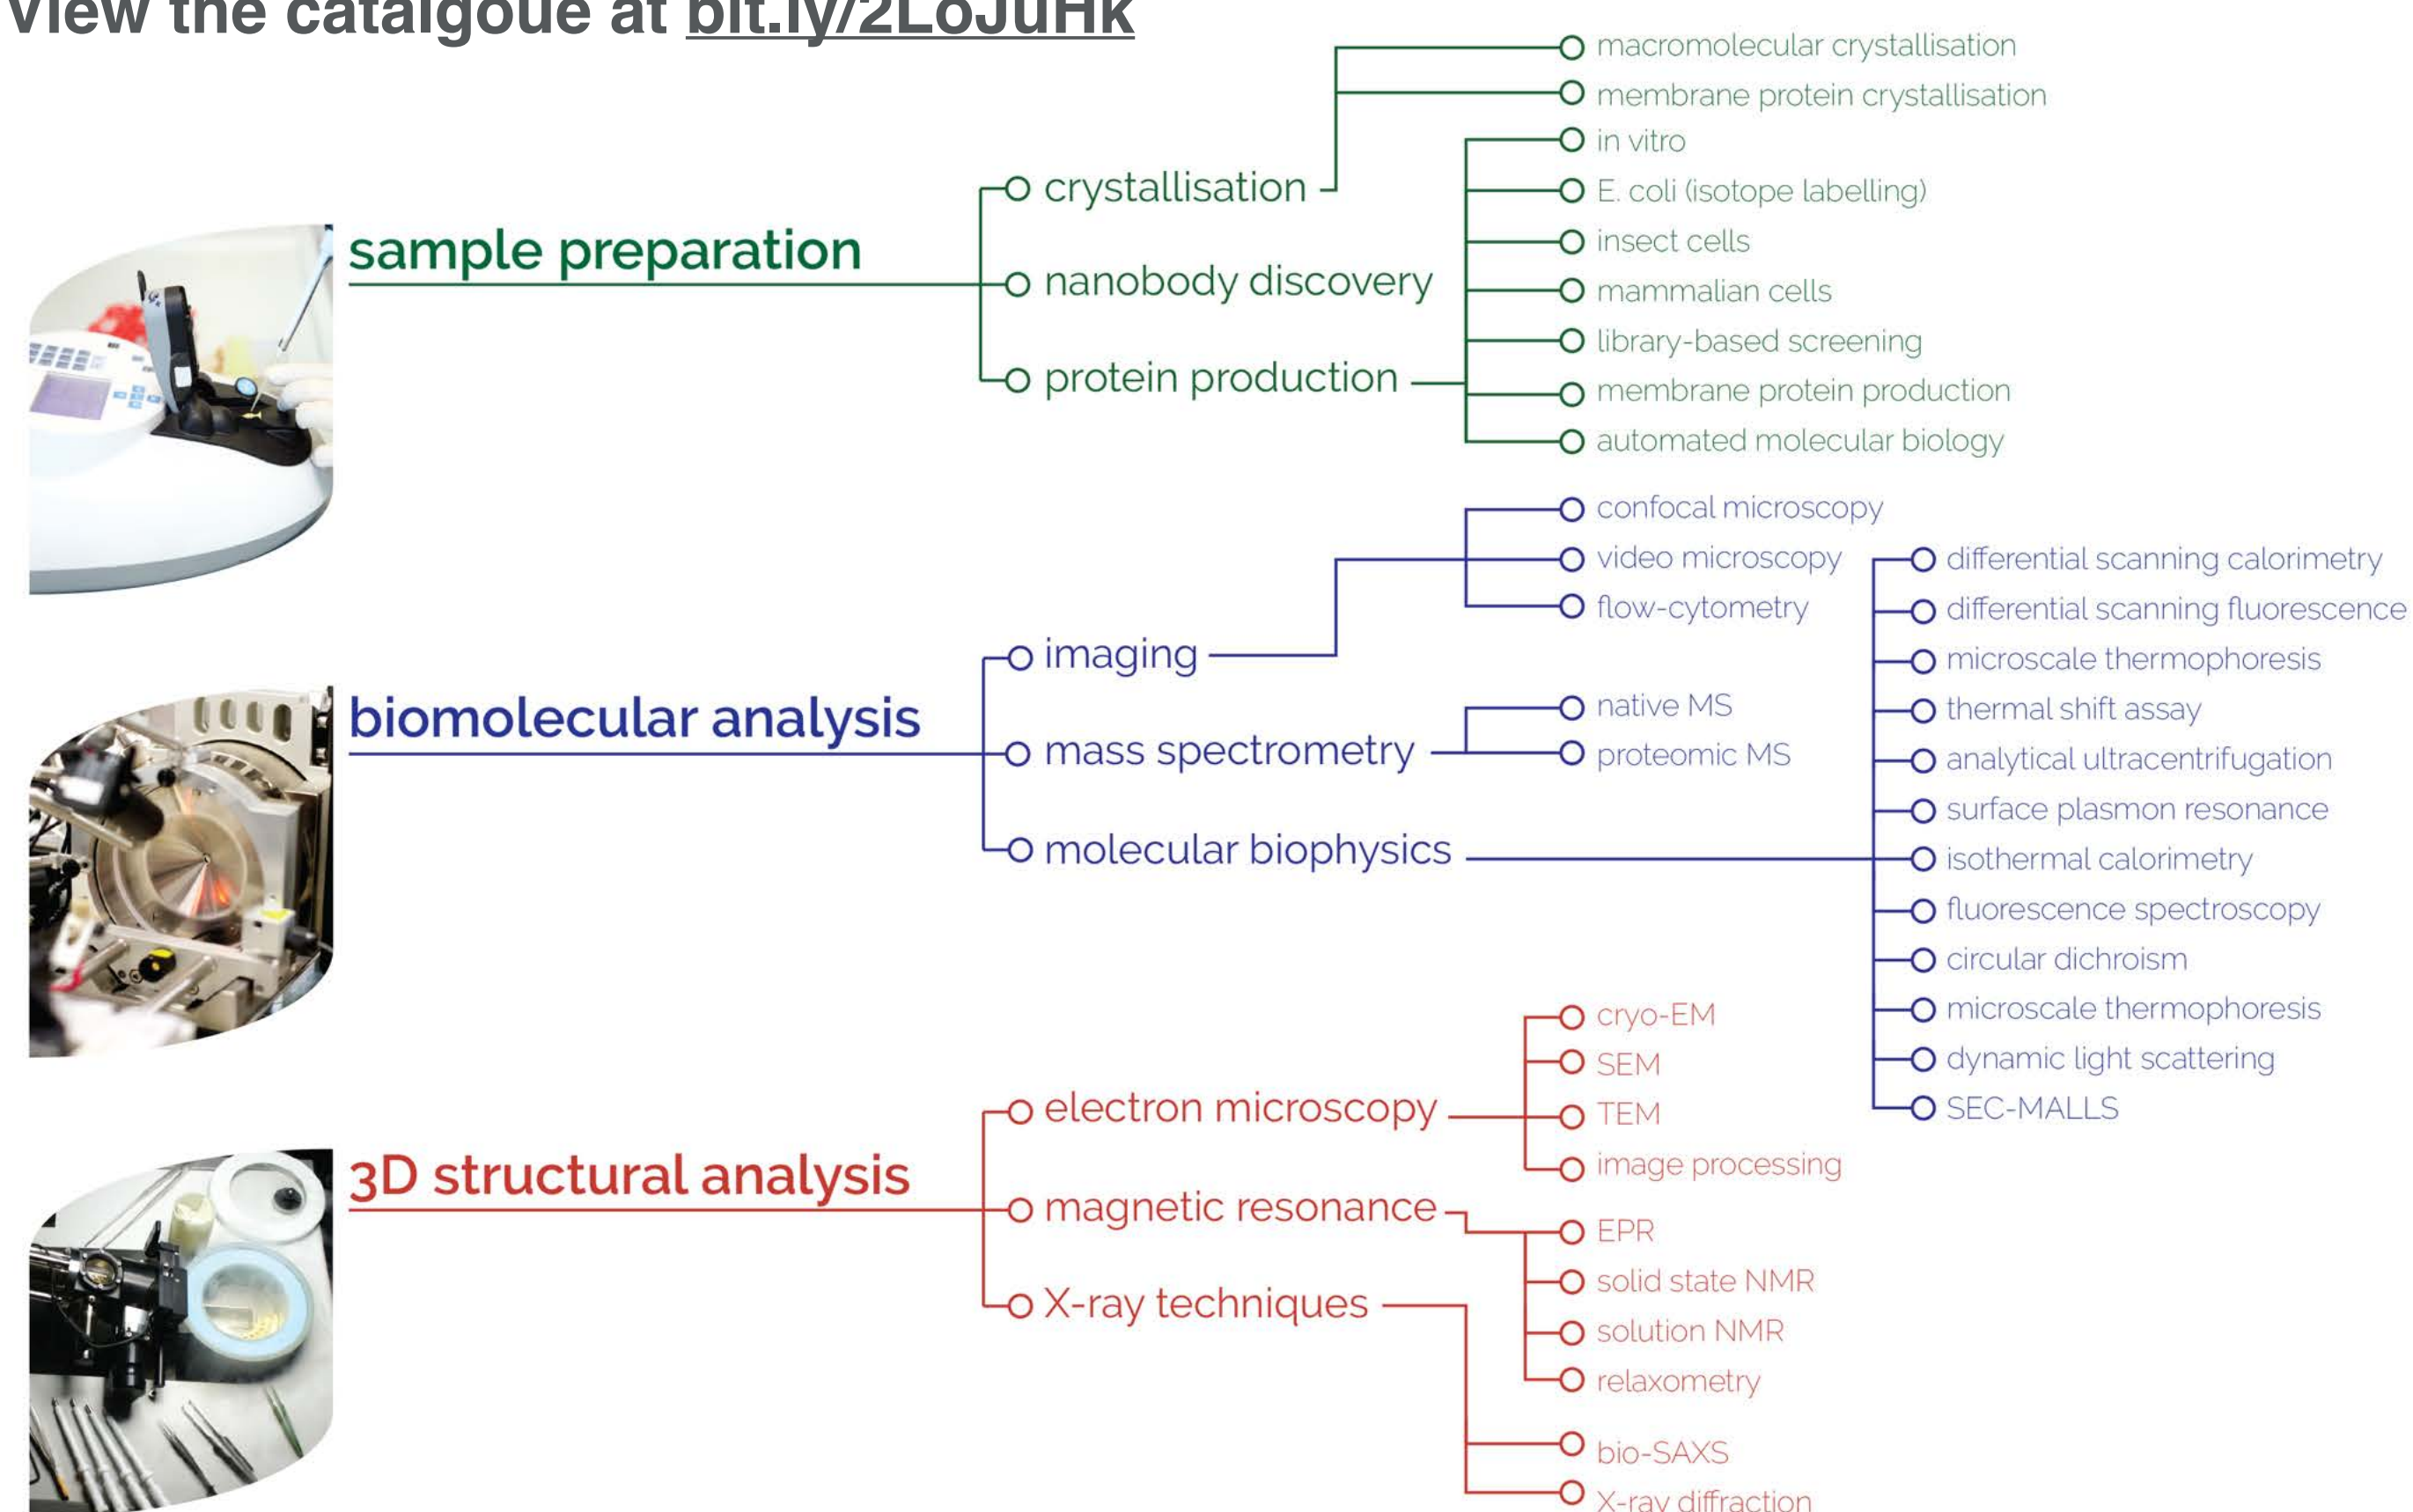 View the catalgoue at bit.ly/2LoJuHk
sample preparation
crystallisation
macromolecular crystallisation
membrane protein crystallisation
nanobody discovery
protein production
in vitro
E. coli (isotope labelling)
insect cells
mammalian cells
library-based screening
membrane protein production
automated molecular biology
biomolecular analysis
imaging
confocal microscopy
video microscopy
flow-cytometry
mass spectrometry
native MS
proteomic MS
molecular biophysics
differential scanning calorimetry
differential scanning fluorescence
microscale thermophoresis
thermal shift assay
analytical ultracentrifugation
surface plasmon resonance
isothermal calorimetry
fluorescence spectroscopy
circular dichroism
microscale thermophoresis
dynamic light scattering
SEC-MALLS
3D structural analysis
electron microscopy
cryo-EM
SEM
TEM
image processing
magnetic resonance
EPR
solid state NMR
solution NMR
relaxometry
X-ray techniques
bio-SAXS
X-ray diffraction